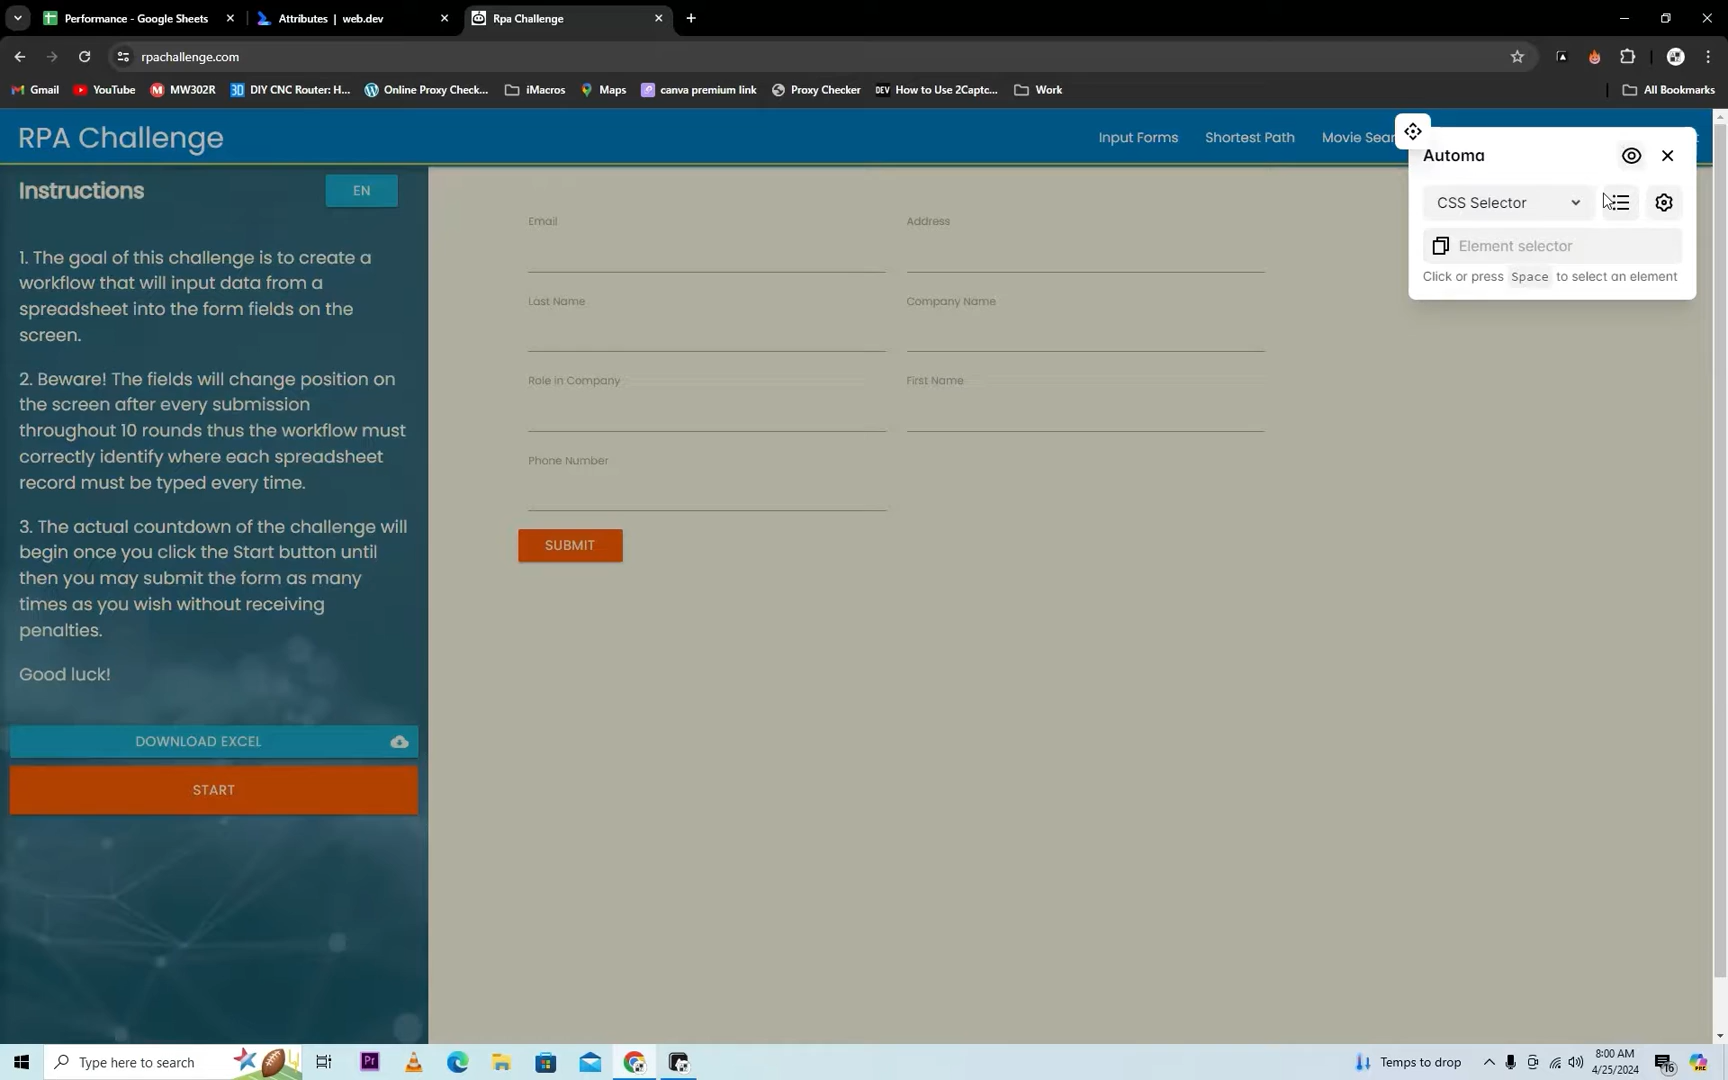 Performance - Google Sheets
Attributes | web.dev
Rpa Challenge
rpachallenge.com
Gmail
YouTube
MW302R
DIY CNC Router: H...
Online Proxy Check...
iMacros
Maps
canva premium link
Proxy Checker
DEV How to Use 2Captc...
Work
All Bookmarks
RPA Challenge
Input Forms
Shortest Path
Movie Sear
Automa
CSS Selector
Element selector
Click or press Space to select an element
Instructions
EN
1. The goal of this challenge is to create a
workflow that will input data from a
spreadsheet into the form fields on the
screen.
2. Beware! The fields will change position on
the screen after every submission
throughout 10 rounds thus the workflow must
correctly identify where each spreadsheet
record must be typed every time.
3. The actual countdown of the challenge will
begin once you click the Start button until
then you may submit the form as many
times as you wish without receiving
penalties.
Good luck!
DOWNLOAD EXCEL
START
Email
Address
Last Name
Company Name
Role in Company
First Name
Phone Number
SUBMIT
Type here to search
Pr
Temps to drop
8:00 AM
4/25/2024
16
PRE